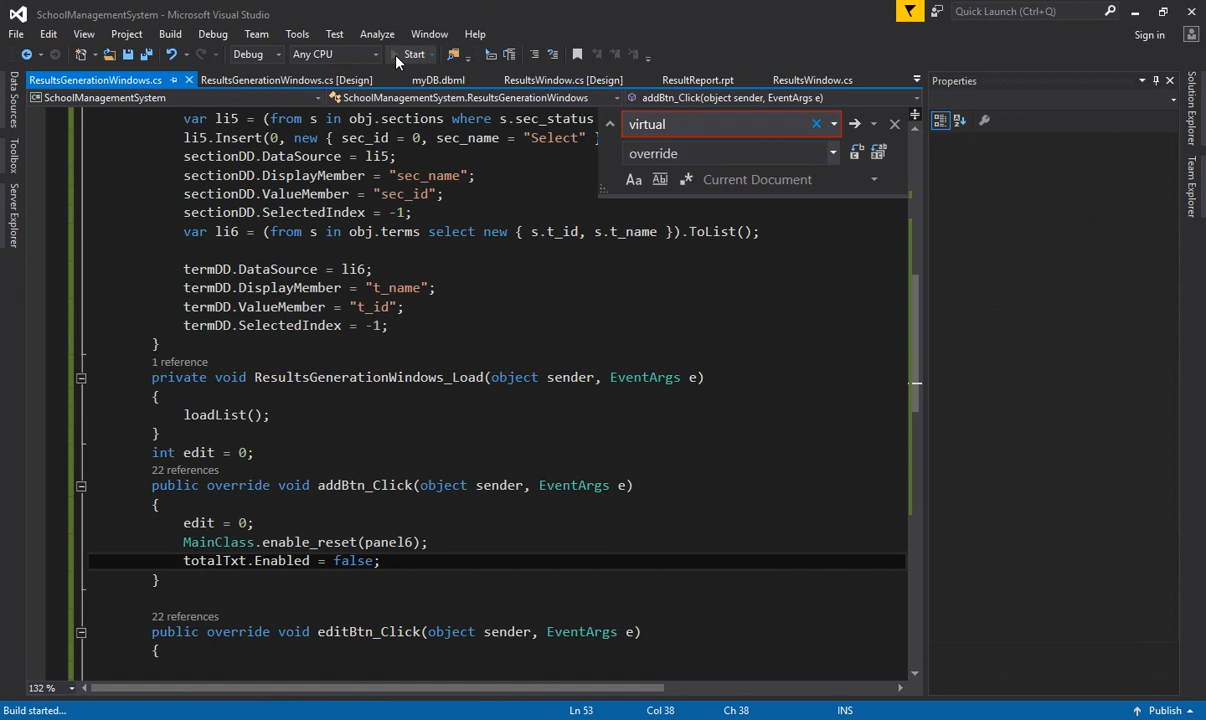 SchoolManagementSystem - Microsoft Visual Studio
Quick Launch (Ctrl+Q)
File Edit View Project Build Debug Team Tools Test Analyze Window Help
Sign in
Debug Any CPU Start
ResultsGenerationWindows.cs ResultsGenerationWindows.cs [Design] myDB.dbml ResultsWindow.cs [Design] ResultReport.rpt ResultsWindow.cs
Properties
SchoolManagementSystem SchoolManagementSystem.ResultsGenerationWindows addBtn_Click(object sender, EventArgs e)
Data Sources
Toolbox
Server Explorer
Solution Explorer
Team Explorer
virtual
override
Aa Abl Current Document
var li5 = (from s in obj.sections where s.sec_status
li5.Insert(0, new { sec_id = 0, sec_name = "Select" }
sectionDD.DataSource = li5;
sectionDD.DisplayMember = "sec_name";
sectionDD.ValueMember = "sec_id";
sectionDD.SelectedIndex = -1;
var li6 = (from s in obj.terms select new { s.t_id, s.t_name }).ToList();
termDD.DataSource = li6;
termDD.DisplayMember = "t_name";
termDD.ValueMember = "t_id";
termDD.SelectedIndex = -1;
}
1 reference
private void ResultsGenerationWindows_Load(object sender, EventArgs e)
{
loadList();
}
int edit = 0;
22 references
public override void addBtn_Click(object sender, EventArgs e)
{
edit = 0;
MainClass.enable_reset(panel6);
totalTxt.Enabled = false;
}
22 references
public override void editBtn_Click(object sender, EventArgs e)
{
132 %
Build started... Ln 53 Col 38 Ch 38 INS Publish